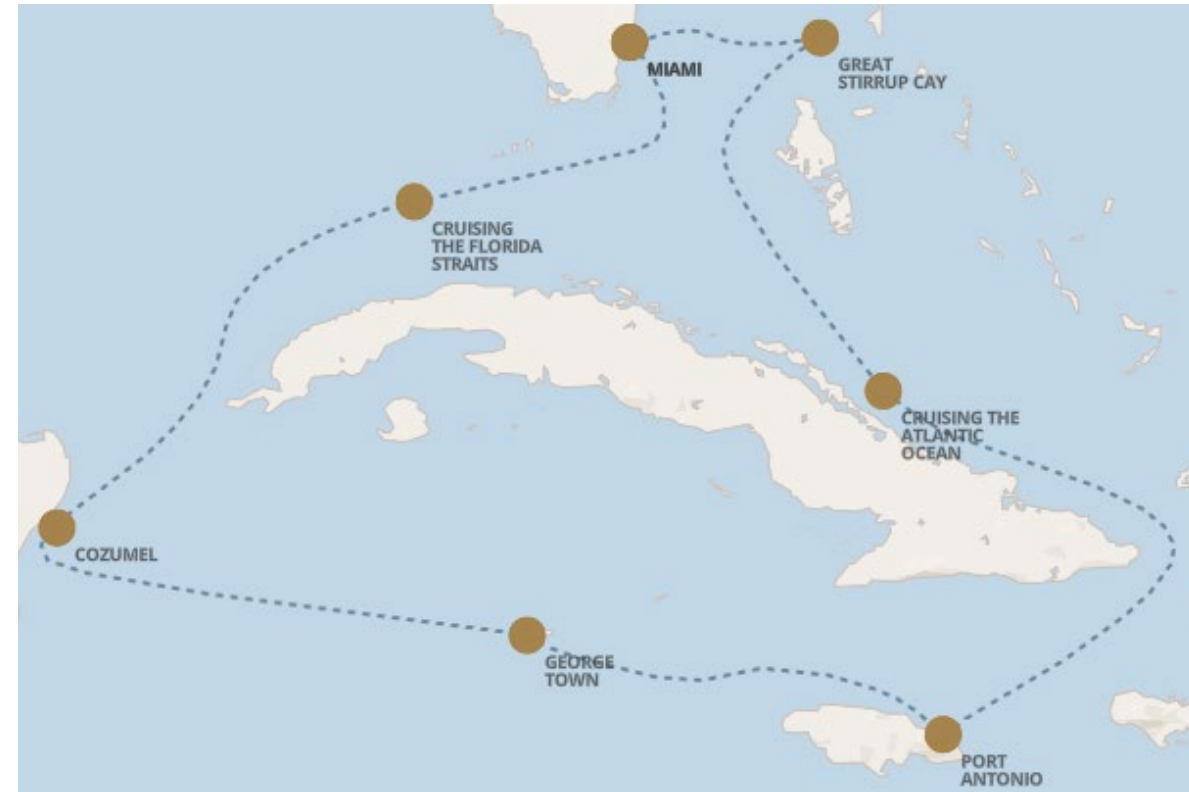 MIAMI
GREAT
STIRRUP CAY
CRUISING
THE FLORIDA
STRAITS
CRUISING THE
ATLANTIC
OCEAN
COZUMEL
GEORGE
TOWN
PORT
ANTONIO